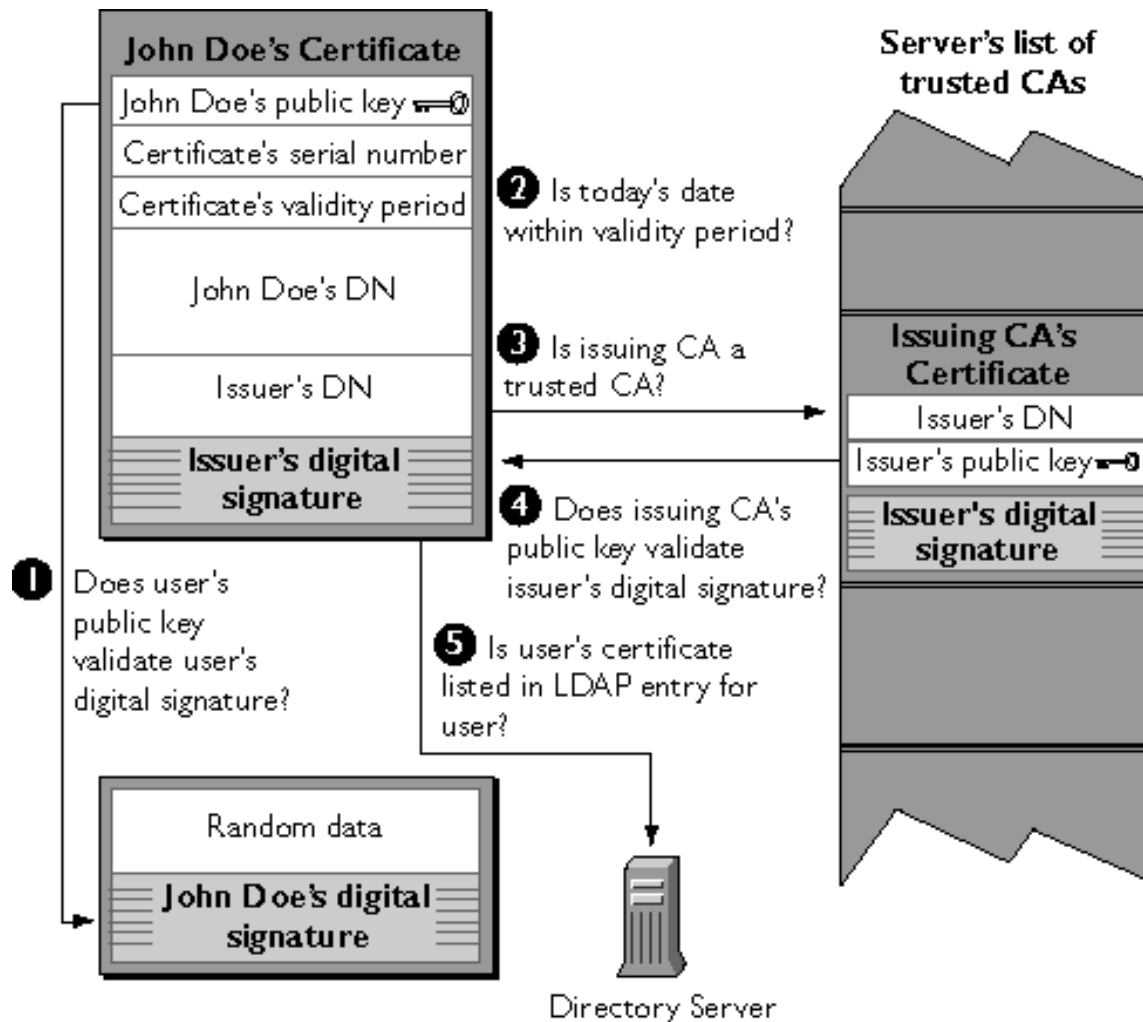 John Doe's Certificate
John Doe's public key
Certificate's serial number
Certificate's validity period
John Doe's DN
Issuer's DN
Issuer's digital
signature
Server's list of
trusted CAs
2 Is today's date
within validity period?
3 Is issuing CA a
trusted CA?
Issuing CA's
Certificate
Issuer's DN
Issuer's public key
Issuer's digital
signature
4 Does issuing CA's
public key validate
issuer's digital signature?
1 Does user's
public key
validate user's
digital signature?
5 Is user's certificate
listed in LDAP entry for
user?
Random data
John Doe's digital
signature
Directory Server